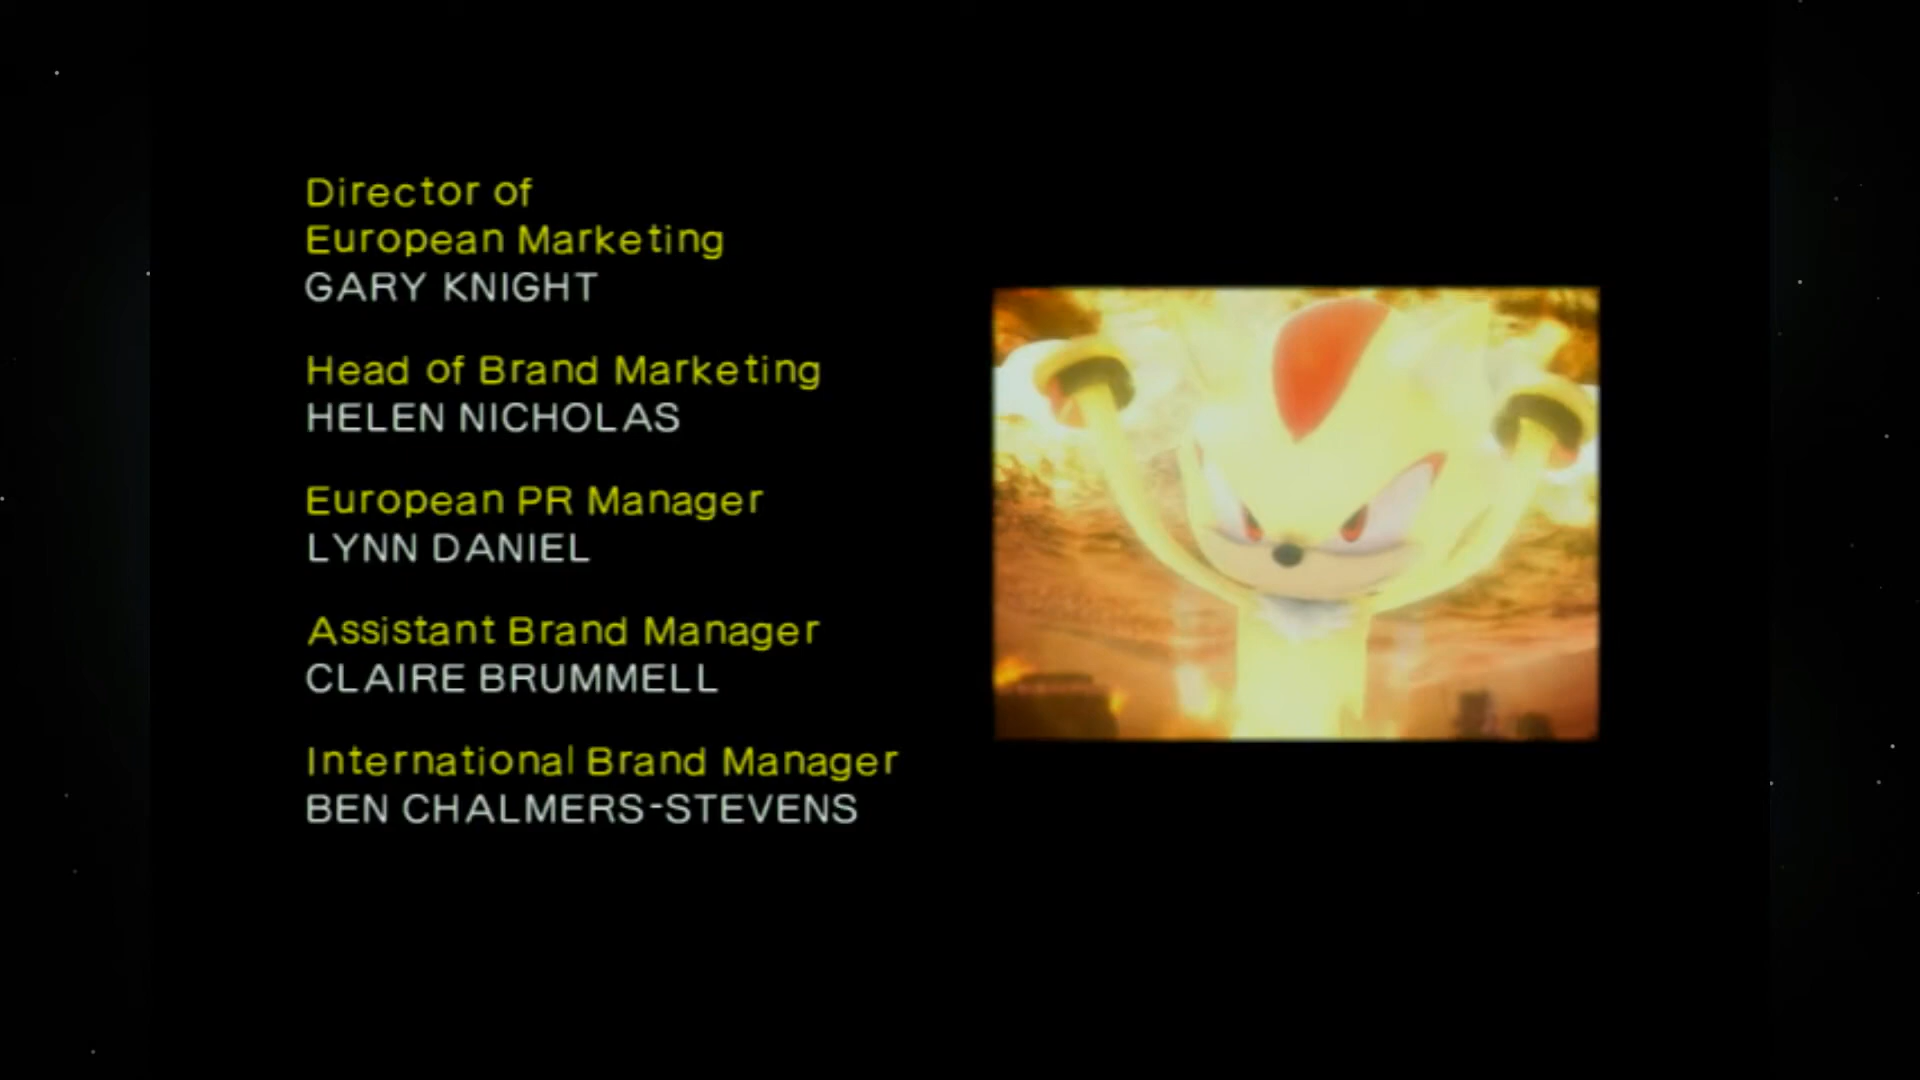 Director of
European Marketing
GARY KNIGHT
Head of Brand Marketing
HELEN NICHOLAS
European PR Manager
LYNN DANIEL
Assistant Brand Manager
CLAIRE BRUMMELL
International Brand Manager
BEN CHALMERS-STEVENS